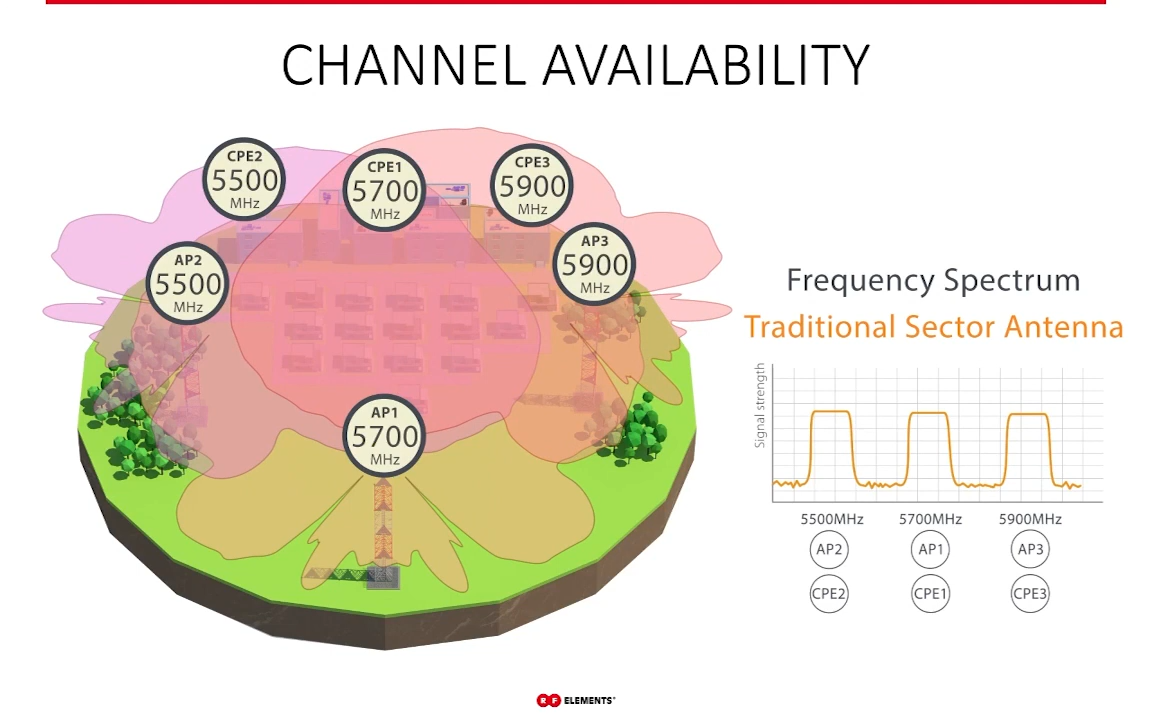 CHANNEL AVAILABILITY
CPE2
5500
MHz
CPE1
5700
MHz
CPE3
5900
MHz
AP2
5500
MHz
AP3
5900
MHz
AP1
5700
MHz
Frequency Spectrum
Traditional Sector Antenna
Signal strength
5500MHz 5700MHz 5900MHz
AP2 AP1 AP3
CPE2 CPE1 CPE3
RF ELEMENTS